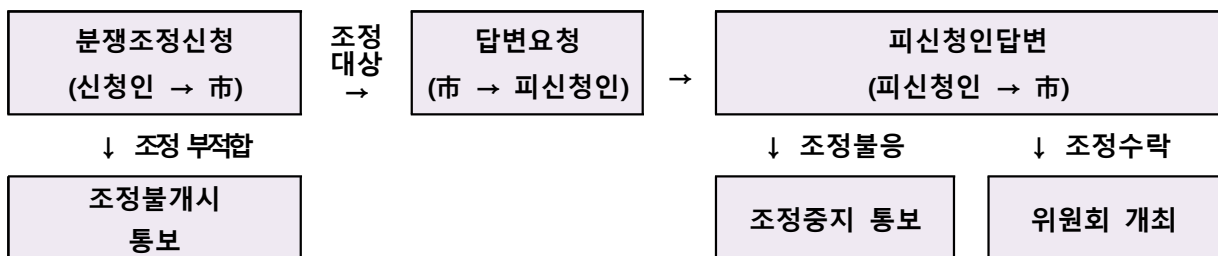 분쟁조정신청
(신청인 → 市)
조정
대상
→
답변요청
(市 → 피신청인)
→
피신청인답변
(피신청인 → 市)
↓ 조정 부적합
↓ 조정불응
↓ 조정수락
조정불개시
통보
조정중지 통보
위원회 개최